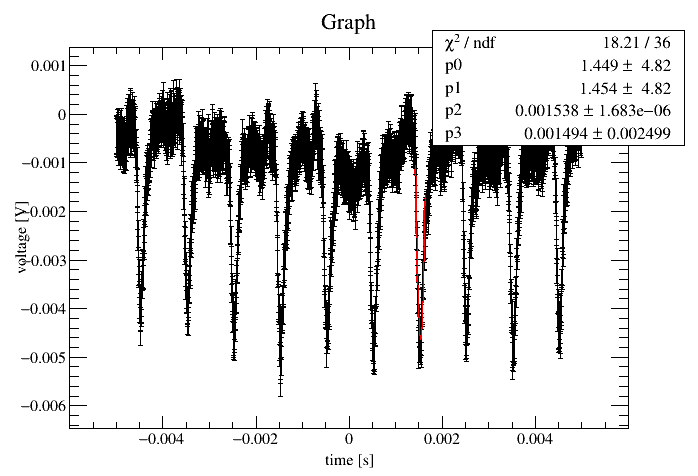 Graph
χ² / ndf 18.21 / 36
p0 1.449 ± 4.82
p1 1.454 ± 4.82
p2 0.001538 ± 1.683e−06
p3 0.001494 ± 0.002499
0.001
0
−0.001
−0.002
−0.003
−0.004
−0.005
−0.006
voltage [V]
−0.004 −0.002 0 0.002 0.004
time [s]